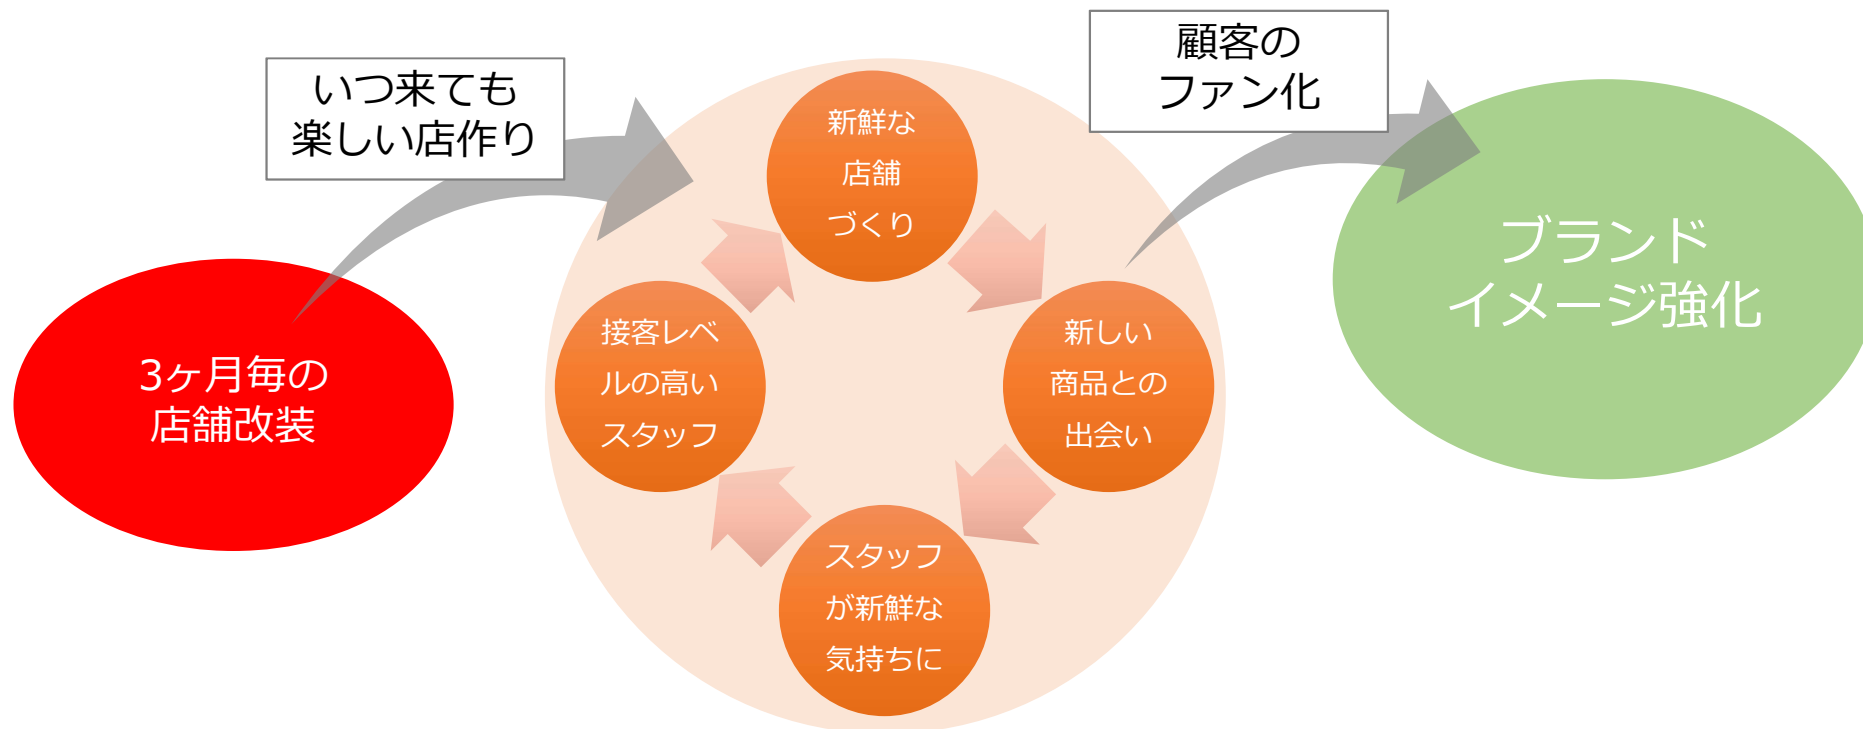 いつ来ても
楽しい店作り
顧客の
ファン化
3ヶ月毎の
店舗改装
新鮮な
店舗
づくり
新しい
商品との
出会い
スタッフ
が新鮮な
気持ちに
接客レベ
ルの高い
スタッフ
ブランド
イメージ強化